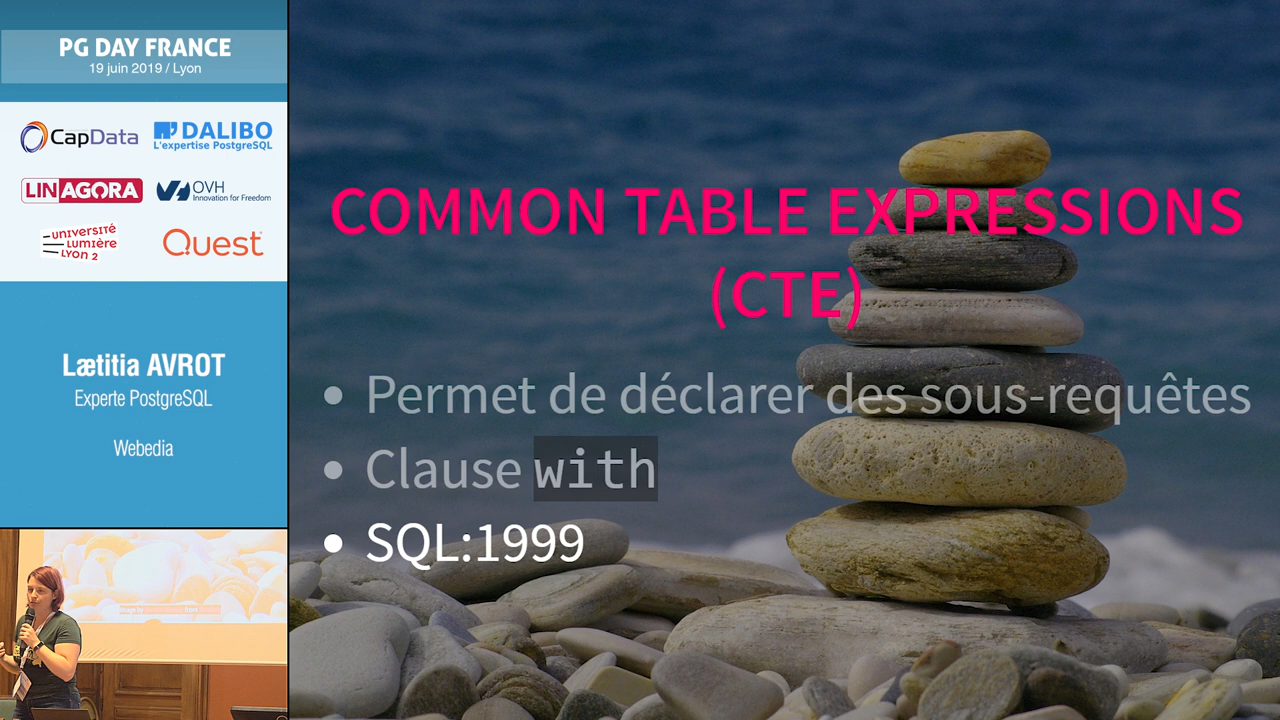 PG DAY FRANCE
19 juin 2019 / Lyon
CapData
DALIBO
L'expertise PostgreSQL
LINAGORA
OVH
Innovation for Freedom
UNIVERSITÉ
LUMIÈRE
LYON 2
Quest
Lætitia AVROT
Experte PostgreSQL
Webedia
COMMON TABLE EXPRESSIONS
(CTE)
• Permet de déclarer des sous-requêtes
• Clause with
• SQL:1999